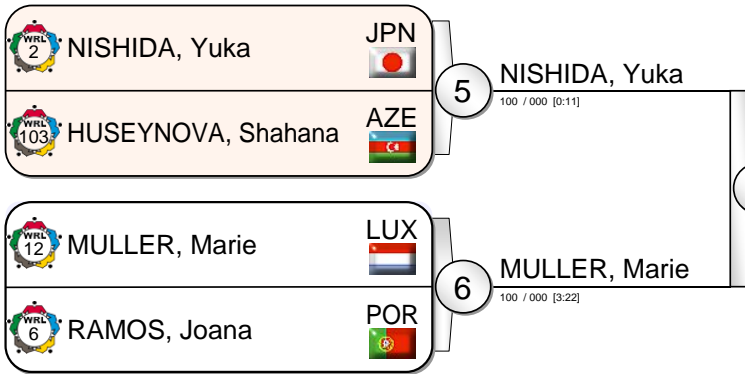 WRL
2
NISHIDA, Yuka
JPN
WRL
103
HUSEYNOVA, Shahana
AZE
5
NISHIDA, Yuka
100 / 000 [0:11]
WRL
12
MULLER, Marie
LUX
WRL
6
RAMOS, Joana
POR
6
MULLER, Marie
100 / 000 [3:22]